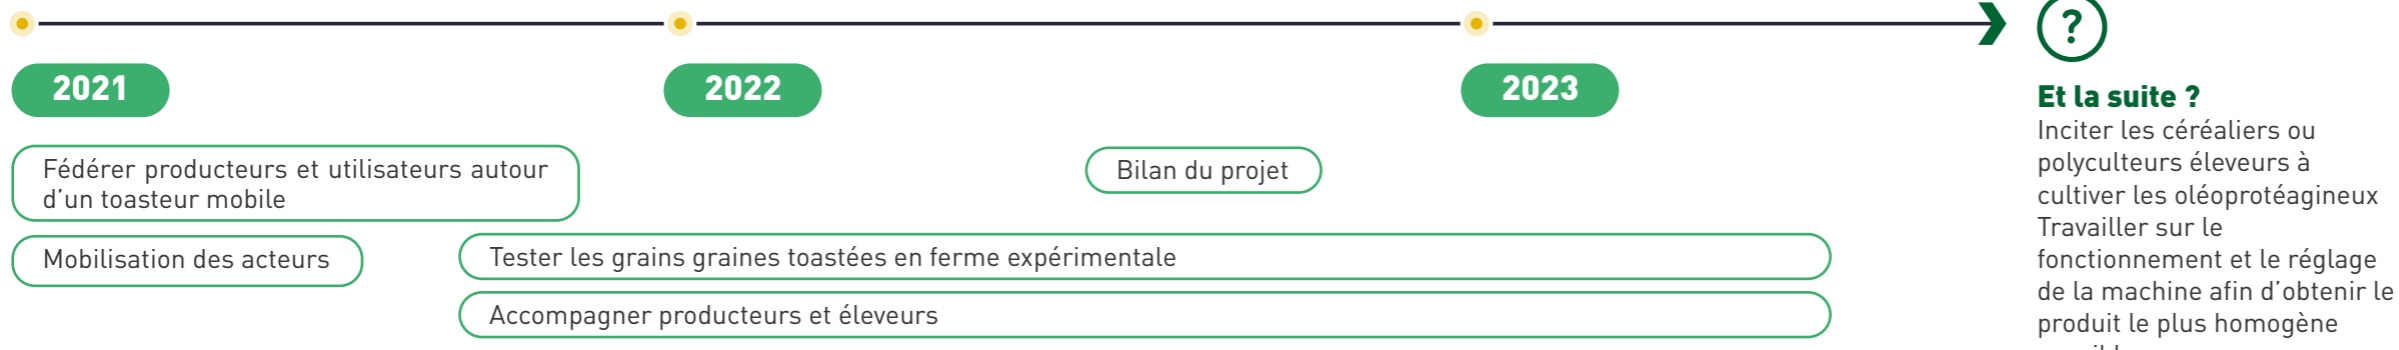 2021
2022
2023
Fédérer producteurs et utilisateurs autour
d'un toasteur mobile
Bilan du projet
Mobilisation des acteurs
Tester les grains graines toastées en ferme expérimentale
Accompagner producteurs et éleveurs
?
Et la suite ?
Inciter les céréaliers ou
polyculteurs éleveurs à
cultiver les oléoprotéagineux
Travailler sur le
fonctionnement et le réglage
de la machine afin d'obtenir le
produit le plus homogène